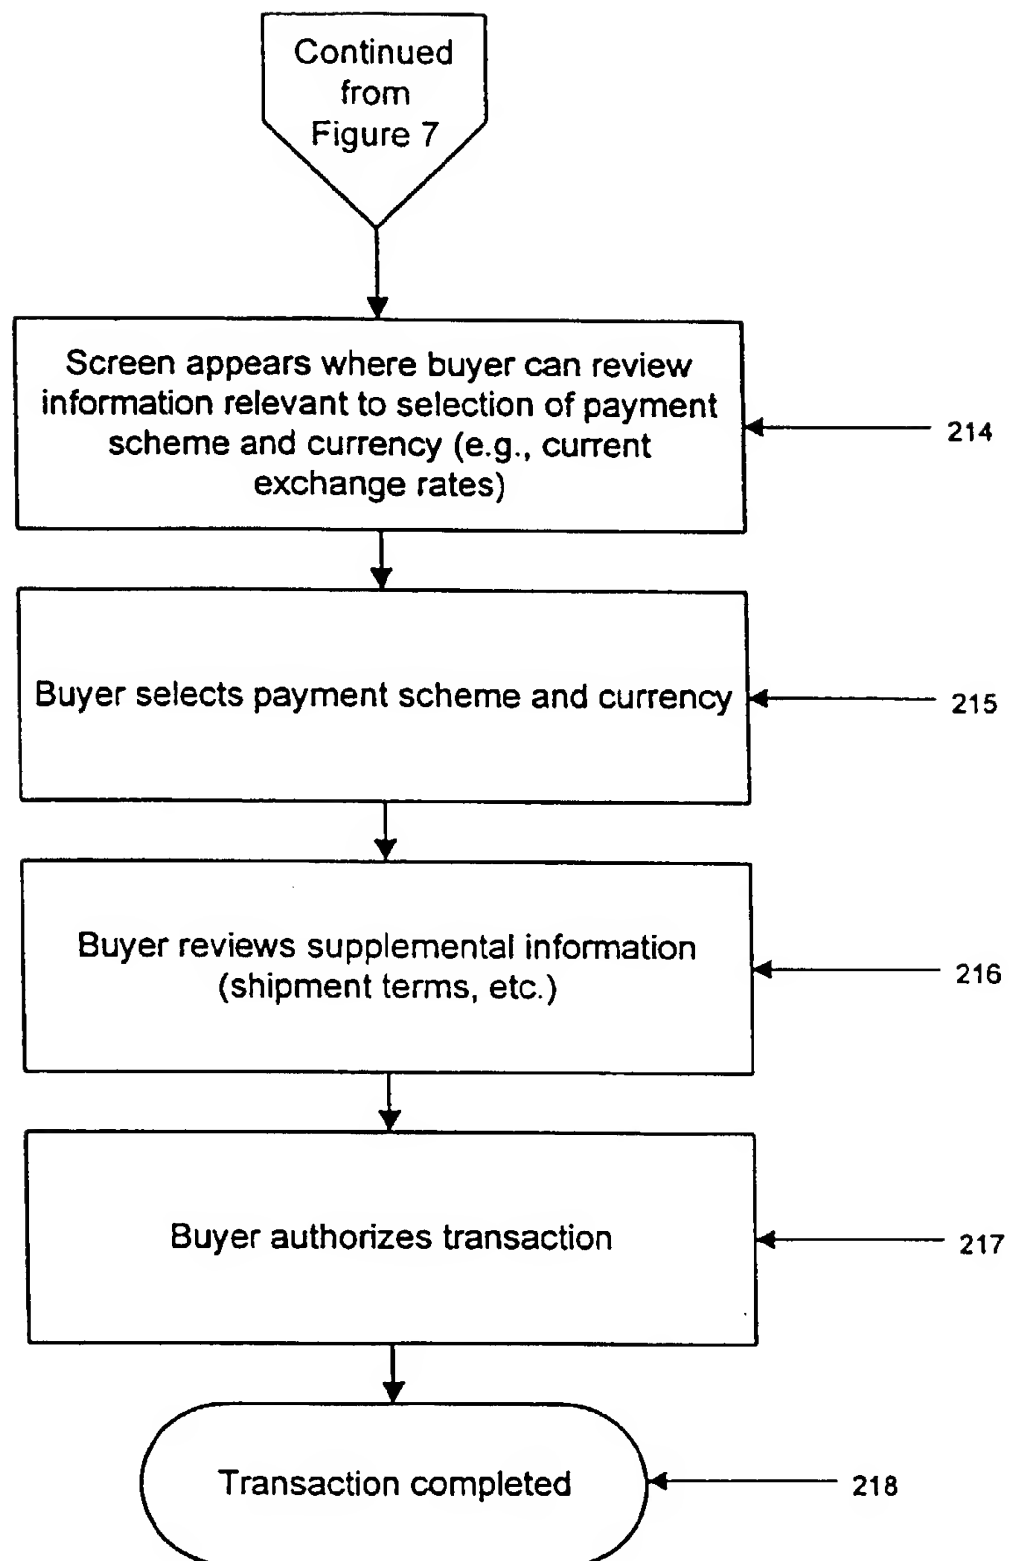 Continued
from
Figure 7
Screen appears where buyer can review
information relevant to selection of payment
scheme and currency (e.g., current
exchange rates)
214
Buyer selects payment scheme and currency
215
Buyer reviews supplemental information
(shipment terms, etc.)
216
Buyer authorizes transaction
217
Transaction completed
218